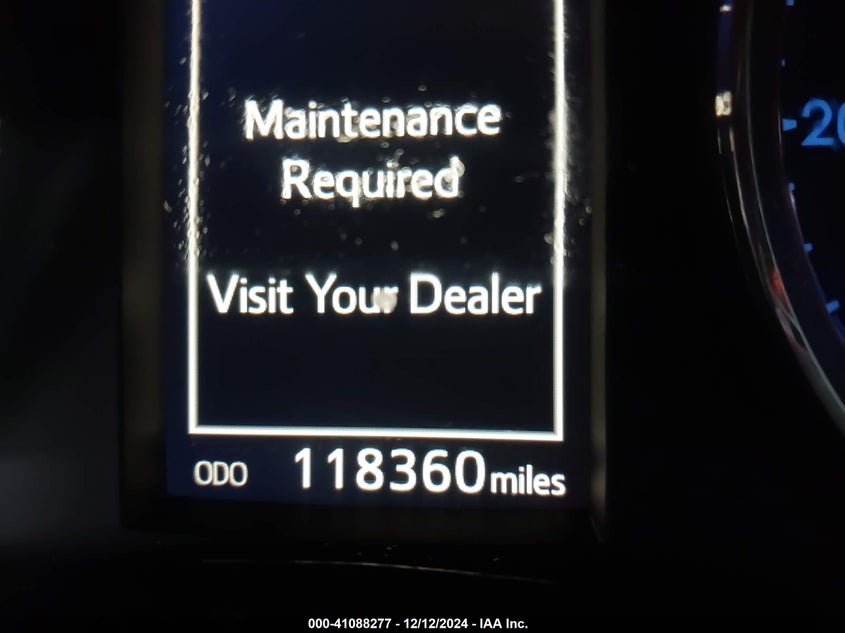 Maintenance
Required
Visit Your Dealer
ODO 118360 miles
000-41088277 - 12/12/2024 - IAA Inc.